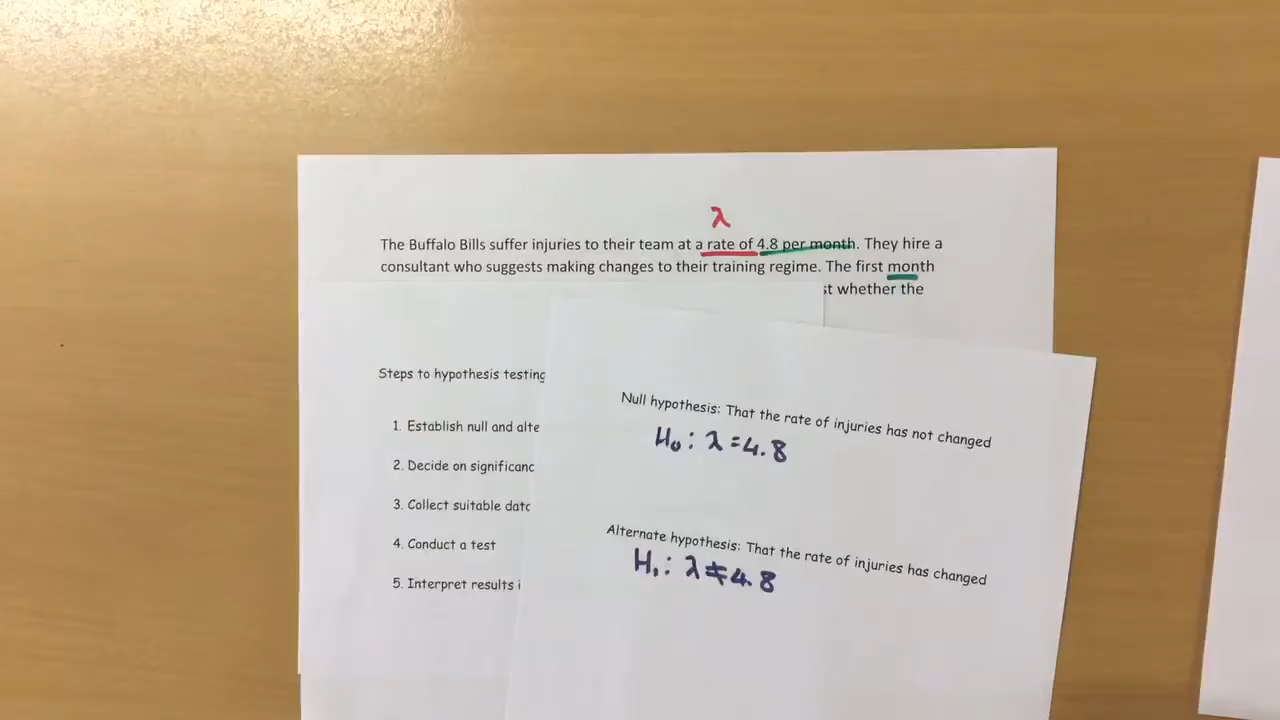 λ
The Buffalo Bills suffer injuries to their team at a rate of 4.8 per month. They hire a
consultant who suggests making changes to their training regime. The first month
whether the
Steps to hypothesis testing
1. Establish null and
2. Decide on
3. Collect suitable
4. Conduct a test
5. Interpret results
Null hypothesis: That the rate of injuries has not changed
H₀: λ = 4.8
Alternate hypothesis: That the rate of injuries has changed
H₁: λ ≠ 4.8